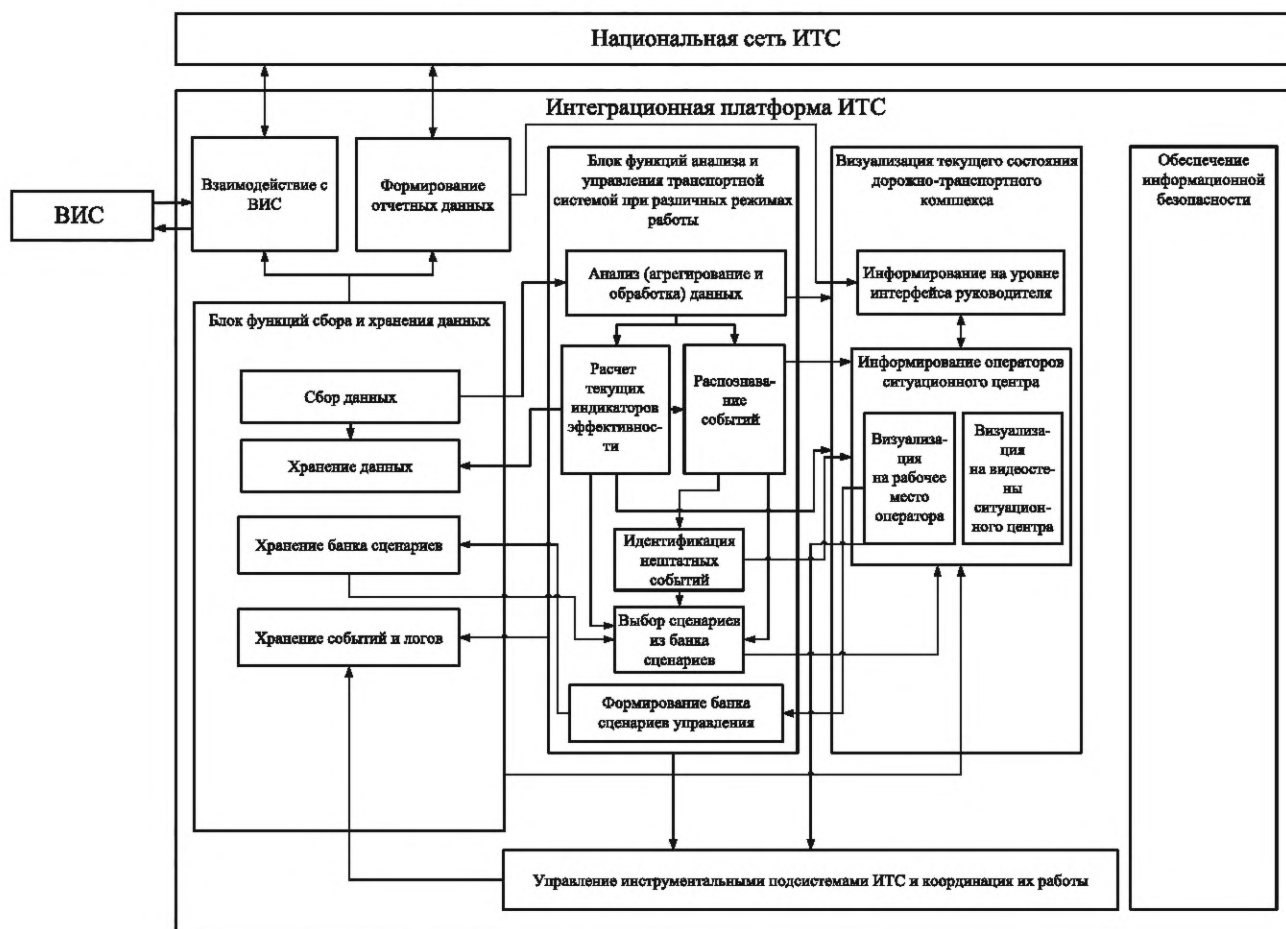 Национальная сеть ИТС
Интеграционная платформа ИТС
ВИС
Взаимодействие с
ВИС
Формирование
отчетных данных
Блок функций сбора и хранения данных
Сбор данных
Хранение данных
Хранение банка сценариев
Хранение событий и логов
Блок функций анализа и
управления транспортной
системой при различных режимах
работы
Анализ (агрегирование и
обработка) данных
Расчет
текущих
индикаторов
эффективнос-
ти
Распознава-
ние
событий
Идентификация
нештатных
событий
Выбор сценариев
из банка
сценариев
Формирование банка
сценариев управления
Визуализация текущего состояния
дорожно-транспортного
комплекса
Информирование на уровне
интерфейса руководителя
Информирование операторов
ситуационного центра
Визуализа-
ция
на рабочее
место
оператора
Визуализа-
ция
на видеосте-
ны
ситуацион-
ного центра
Обеспечение
информационной
безопасности
Управление инструментальными подсистемами ИТС и координация их работы